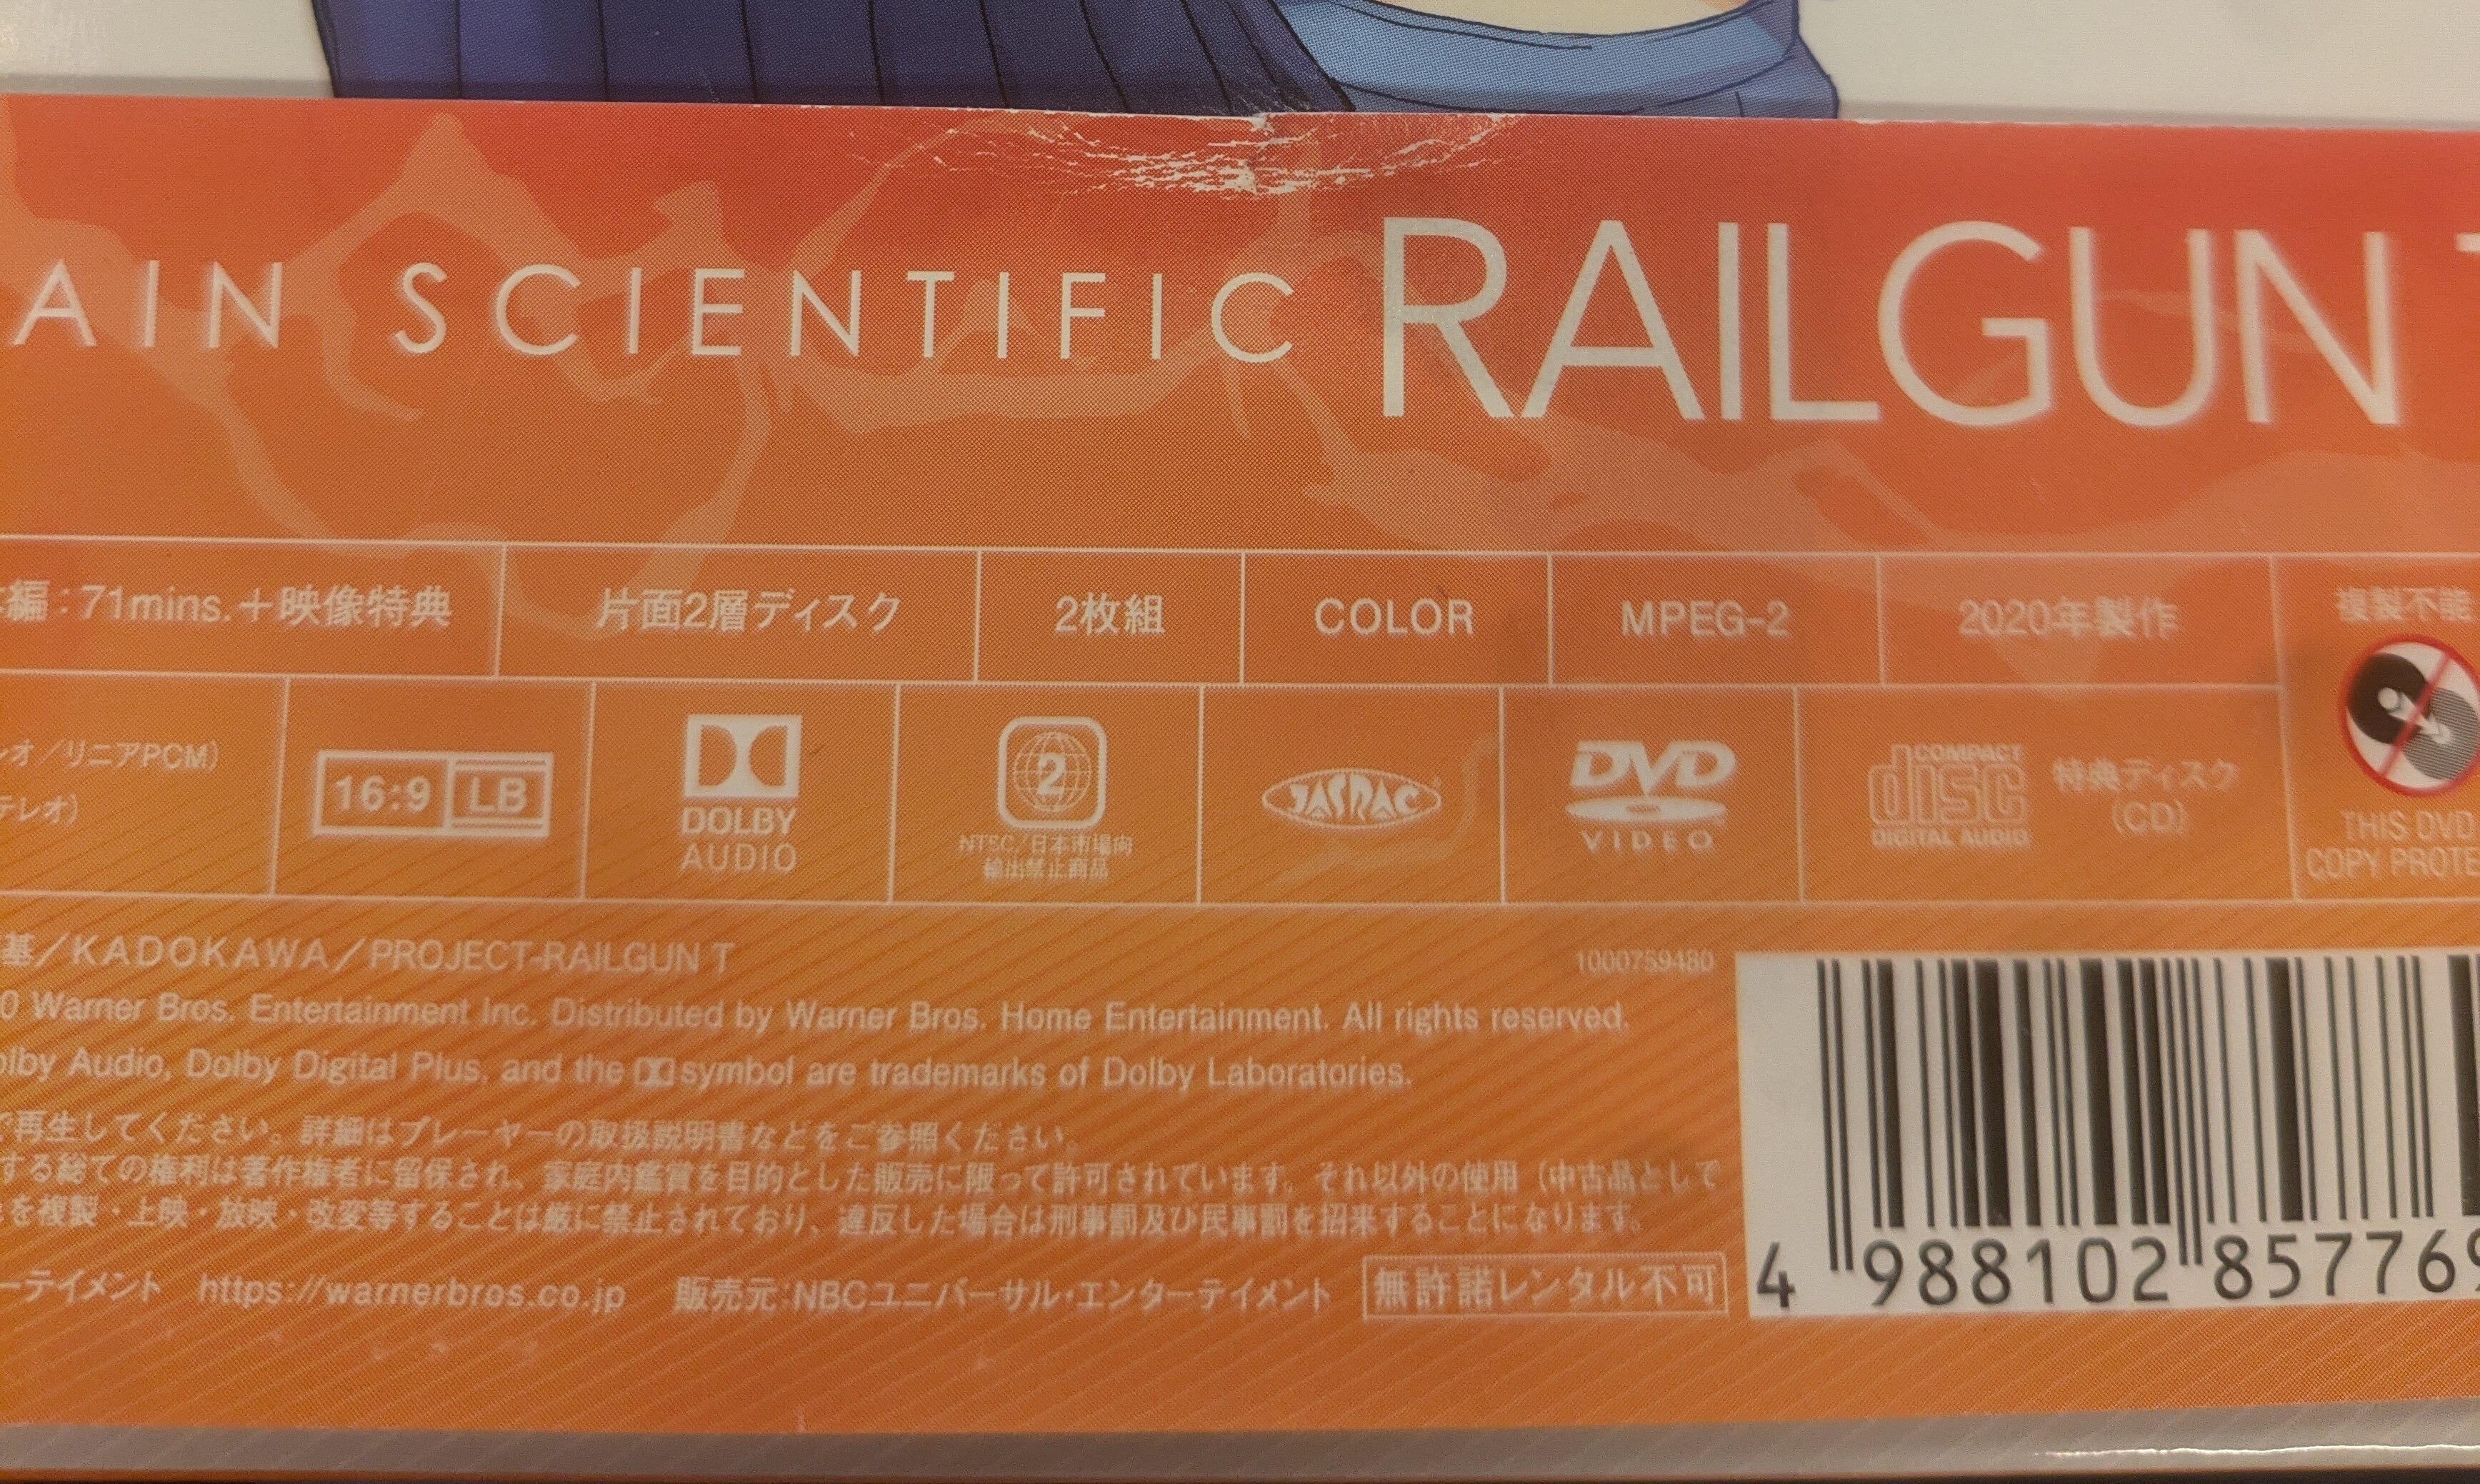 AIN SCIENTIFIC RAILGUN T
編：71mins.＋映像特典 片面2層ディスク 2枚組 COLOR MPEG-2 2020年製作 複製不能
オ／リニアPCM）
テレオ）
16:9 LB
DOLBY
AUDIO
2
NTSC/日本市場向
輸出禁止商品
JASRAC
DVD
VIDEO
COMPACT
disc
DIGITAL AUDIO
特典ディスク
（CD）
THIS DVD
COPY PROTE
基／KADOKAWA／PROJECT-RAILGUN T
1000759480
0 Warner Bros. Entertainment Inc. Distributed by Warner Bros. Home Entertainment. All rights reserved.
olby Audio, Dolby Digital Plus, and the symbol are trademarks of Dolby Laboratories.
で再生してください。詳細はプレーヤーの取扱説明書などをご参照ください。
する総ての権利は著作権者に留保され、家庭内鑑賞を目的とした販売に限って許可されています。それ以外の使用（中古品として
を複製・上映・放映・改変等することは厳に禁止されており、違反した場合は刑事罰及び民事罰を招来することになります。
ーテイメント https://warnerbros.co.jp 販売元：NBCユニバーサル・エンターテイメント 無許諾レンタル不可
4 988102 857769